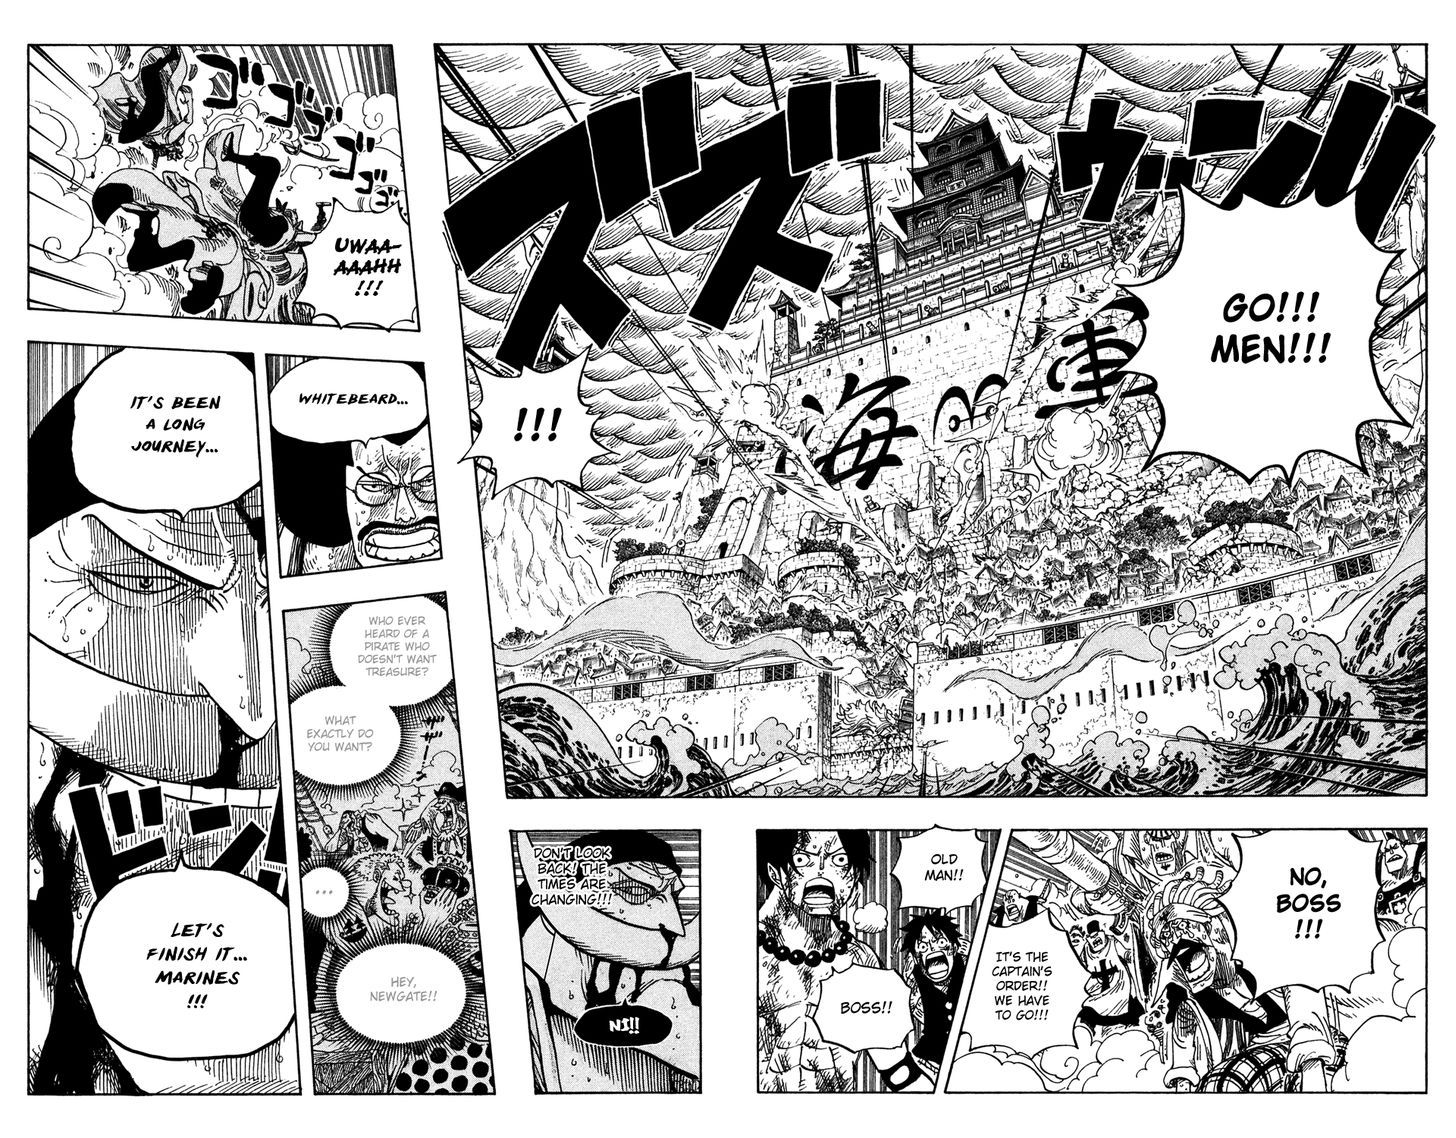 ウーンル
GO!!!
MEN!!!
ズズ
海
軍
!!!
NO,
BOSS
!!!
IT'S THE
CAPTAIN'S
ORDER!!
WE HAVE
TO GO!!!
OLD
MAN!!
BOSS!!
DON'T LOOK
BACK! THE
TIMES ARE
CHANGING!!!
ゴゴゴ
ゴゴゴ
UWAA-
AAAHH
!!!
WHITEBEARD...
IT'S BEEN
A LONG
JOURNEY...
WHO EVER
HEARD OF A
PIRATE WHO
DOESN'T WANT
TREASURE?
WHAT
EXACTLY DO
YOU WANT?
...
HEY,
NEWGATE!!
ドン
LET'S
FINISH IT...
MARINES
!!!